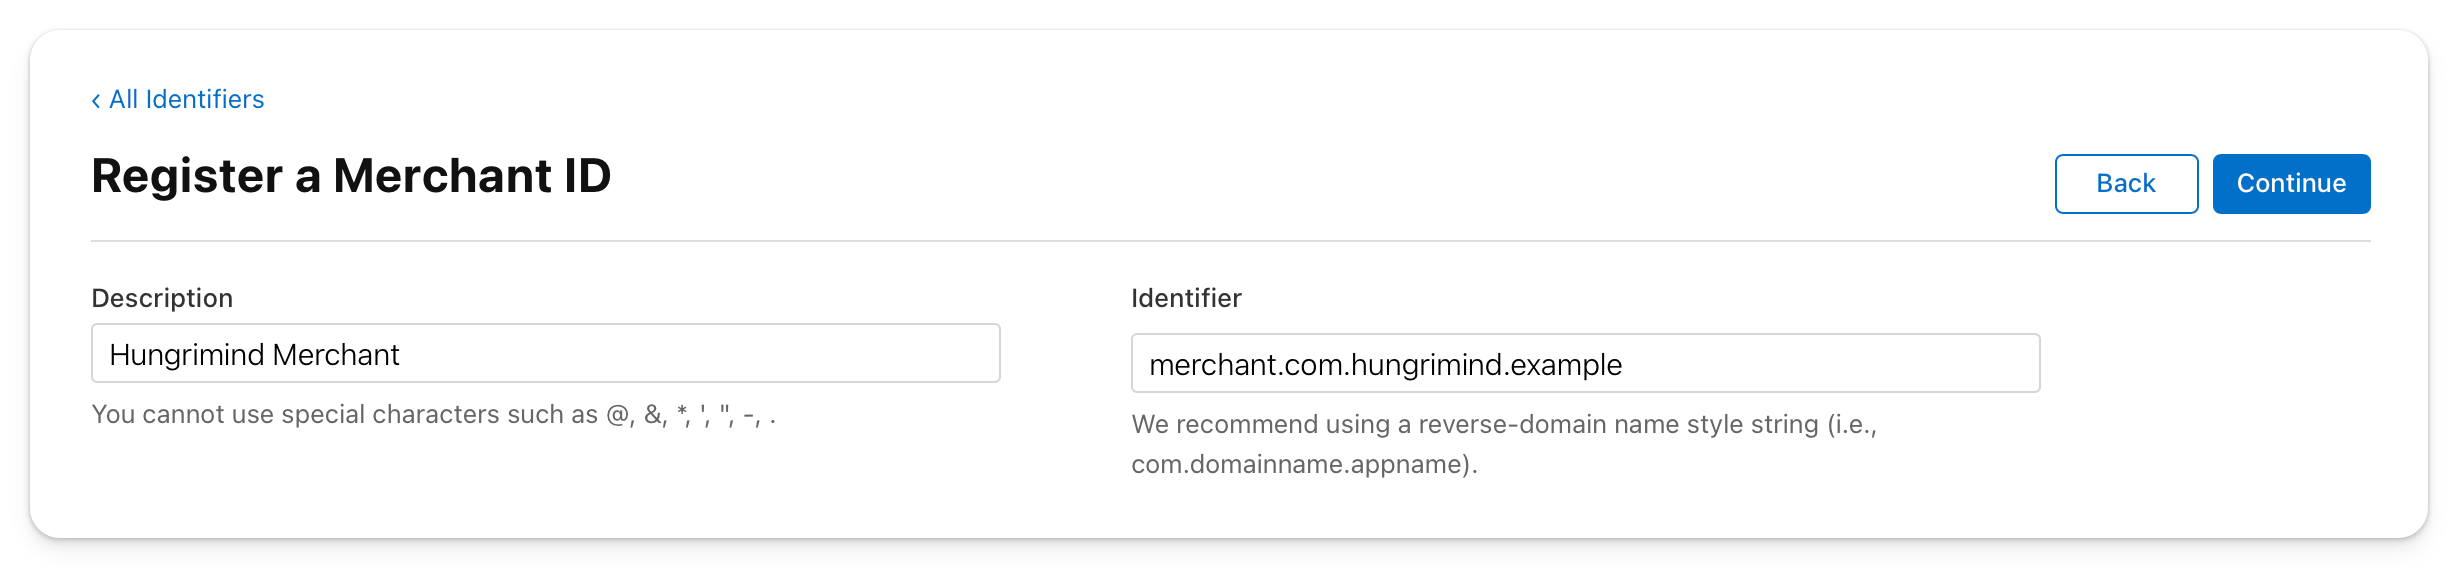 ‹ All Identifiers
Register a Merchant ID
Back
Continue
Description
Hungrimind Merchant
You cannot use special characters such as @, &, *, ', ", -, .
Identifier
merchant.com.hungrimind.example
We recommend using a reverse-domain name style string (i.e.,
com.domainname.appname).